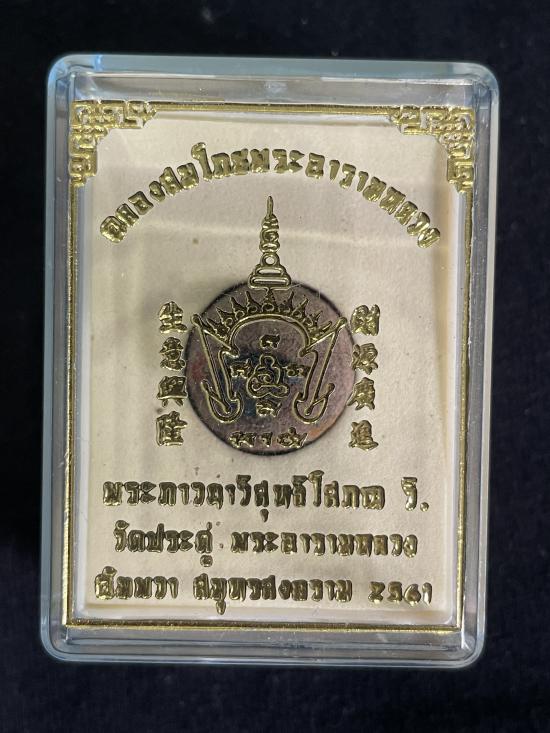 ฉลองสมโภชพระอารามหลวง
生意興隆
財源廣進
พระภาวนาวิสุทธิโสภณ วิ.
วัดประดู่ พระอารามหลวง
อัมพวา สมุทรสงคราม ๒๕๖๑